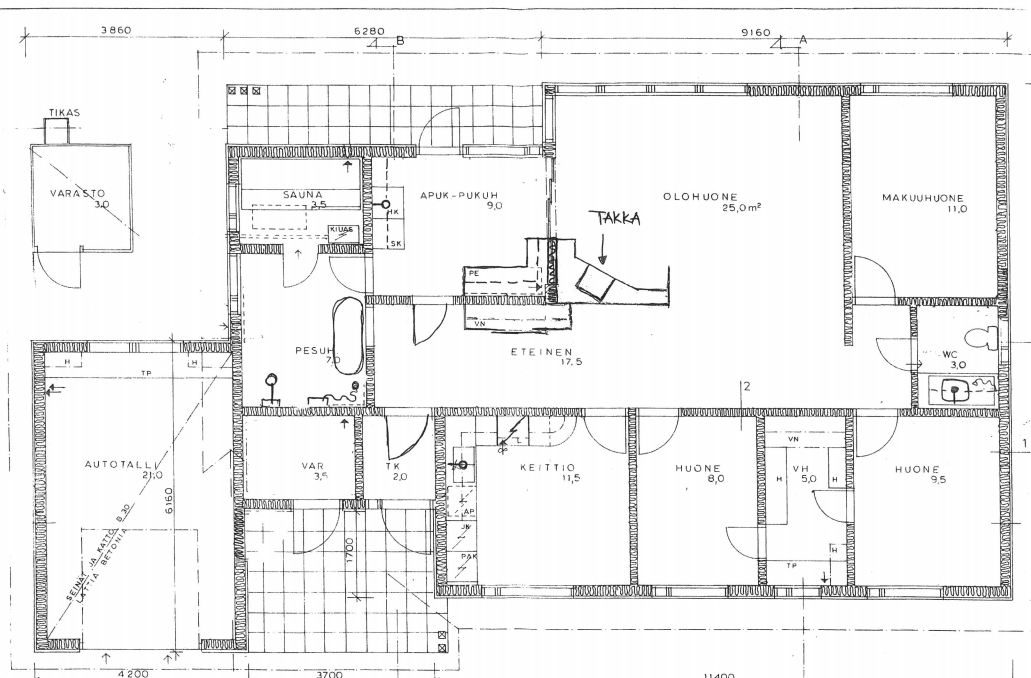 3860
6280
9160
B
A
TIKAS
VARASTO
3,0
SAUNA
3,5
KIUAS
APUK-PUKUH
9,0
HK
SK
TAKKA
OLOHUONE
25,0 m²
MAKUUHUONE
11,0
PE
VN
PESUH
7,0
ETEINEN
17,5
WC
3,0
H
H
TP
2
1
AUTOTALLI
21,0
6160
SEINÄT JA KATTO B 30
LATTIA BETONIA
VAR
3,5
TK
2,0
KEITTIÖ
11,5
AP
JK
PAK
HUONE
8,0
VN
VH
5,0
H
H
H
TP
HUONE
9,5
1700
4200
3700
11400